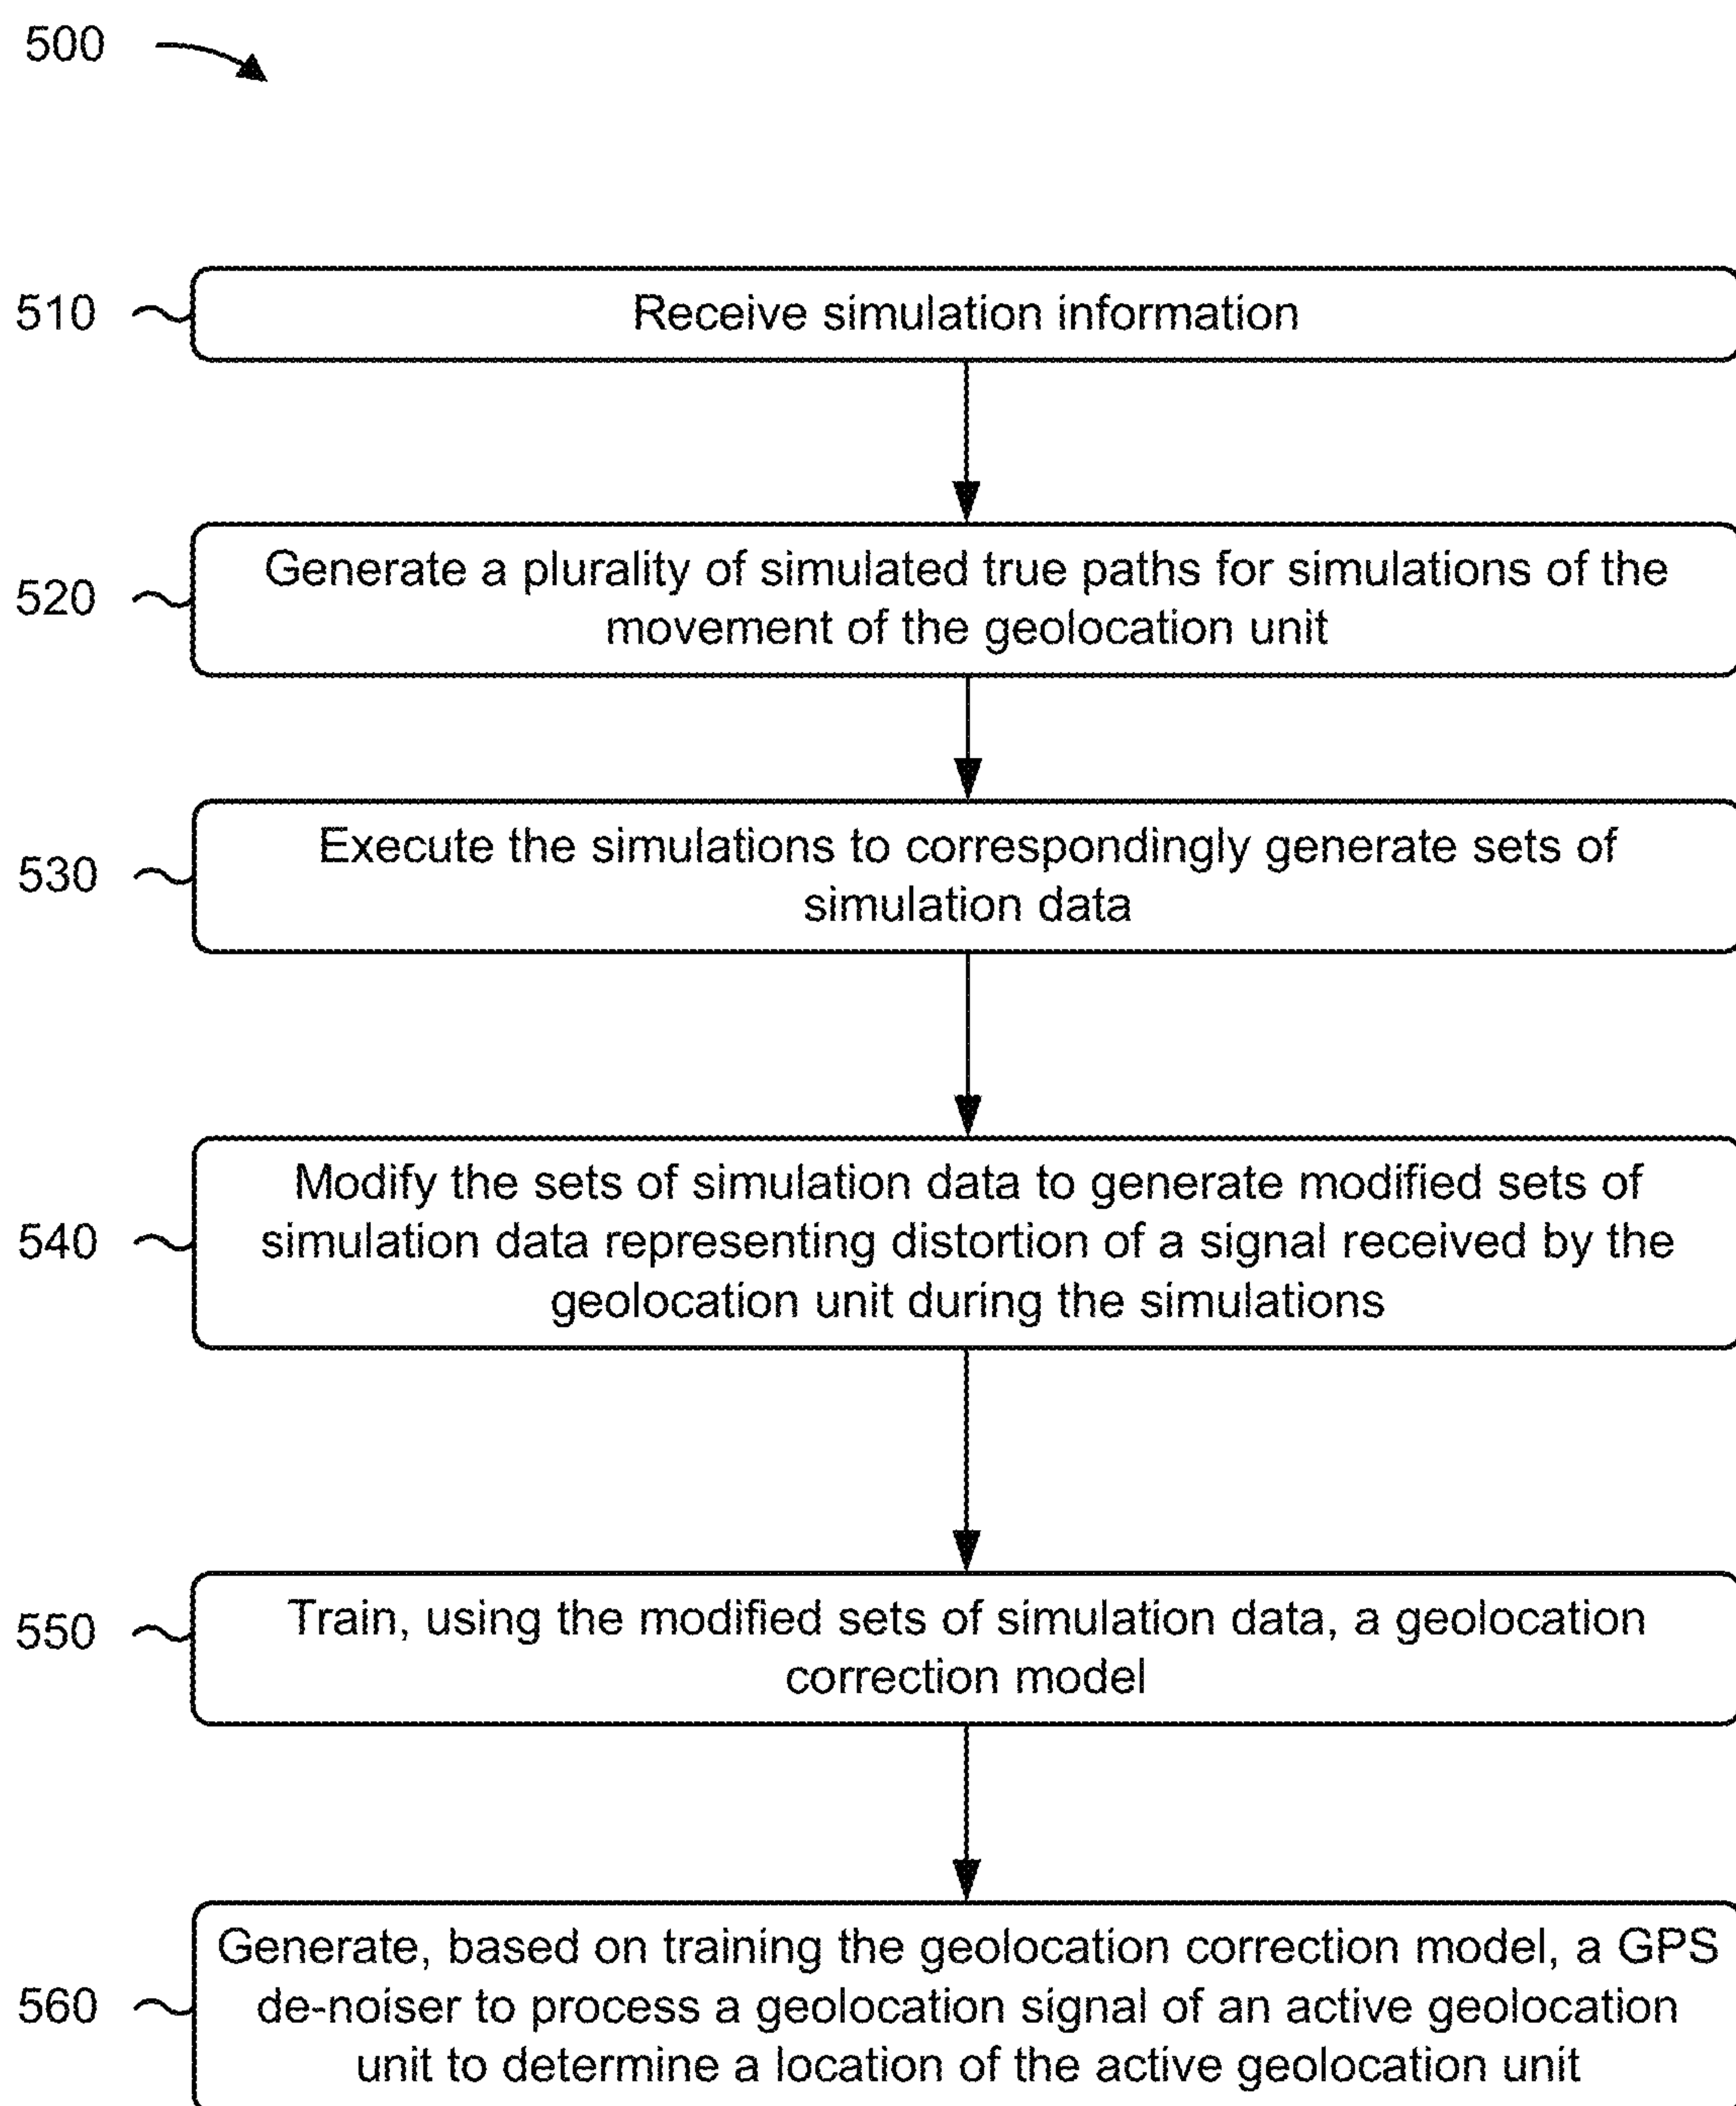 500
510
Receive simulation information
520
Generate a plurality of simulated true paths for simulations of the
movement of the geolocation unit
530
Execute the simulations to correspondingly generate sets of
simulation data
540
Modify the sets of simulation data to generate modified sets of
simulation data representing distortion of a signal received by the
geolocation unit during the simulations
550
Train, using the modified sets of simulation data, a geolocation
correction model
560
Generate, based on training the geolocation correction model, a GPS
de-noiser to process a geolocation signal of an active geolocation
unit to determine a location of the active geolocation unit